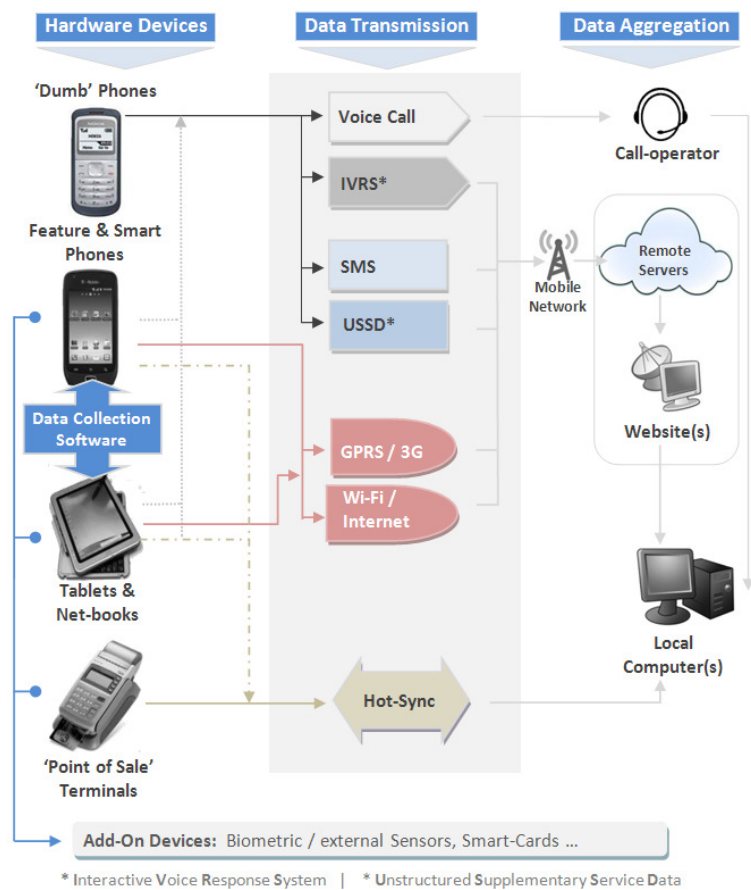 Hardware Devices
Data Transmission
Data Aggregation
'Dumb' Phones
Voice Call
Call-operator
IVRS*
Feature & Smart
Phones
SMS
USSD*
Mobile
Network
Remote
Servers
Data Collection
Software
Website(s)
GPRS / 3G
Wi-Fi /
Internet
Tablets &
Net-books
Local
Computer(s)
Hot-Sync
'Point of Sale'
Terminals
Add-On Devices: Biometric / external Sensors, Smart-Cards ...
* Interactive Voice Response System | * Unstructured Supplementary Service Data